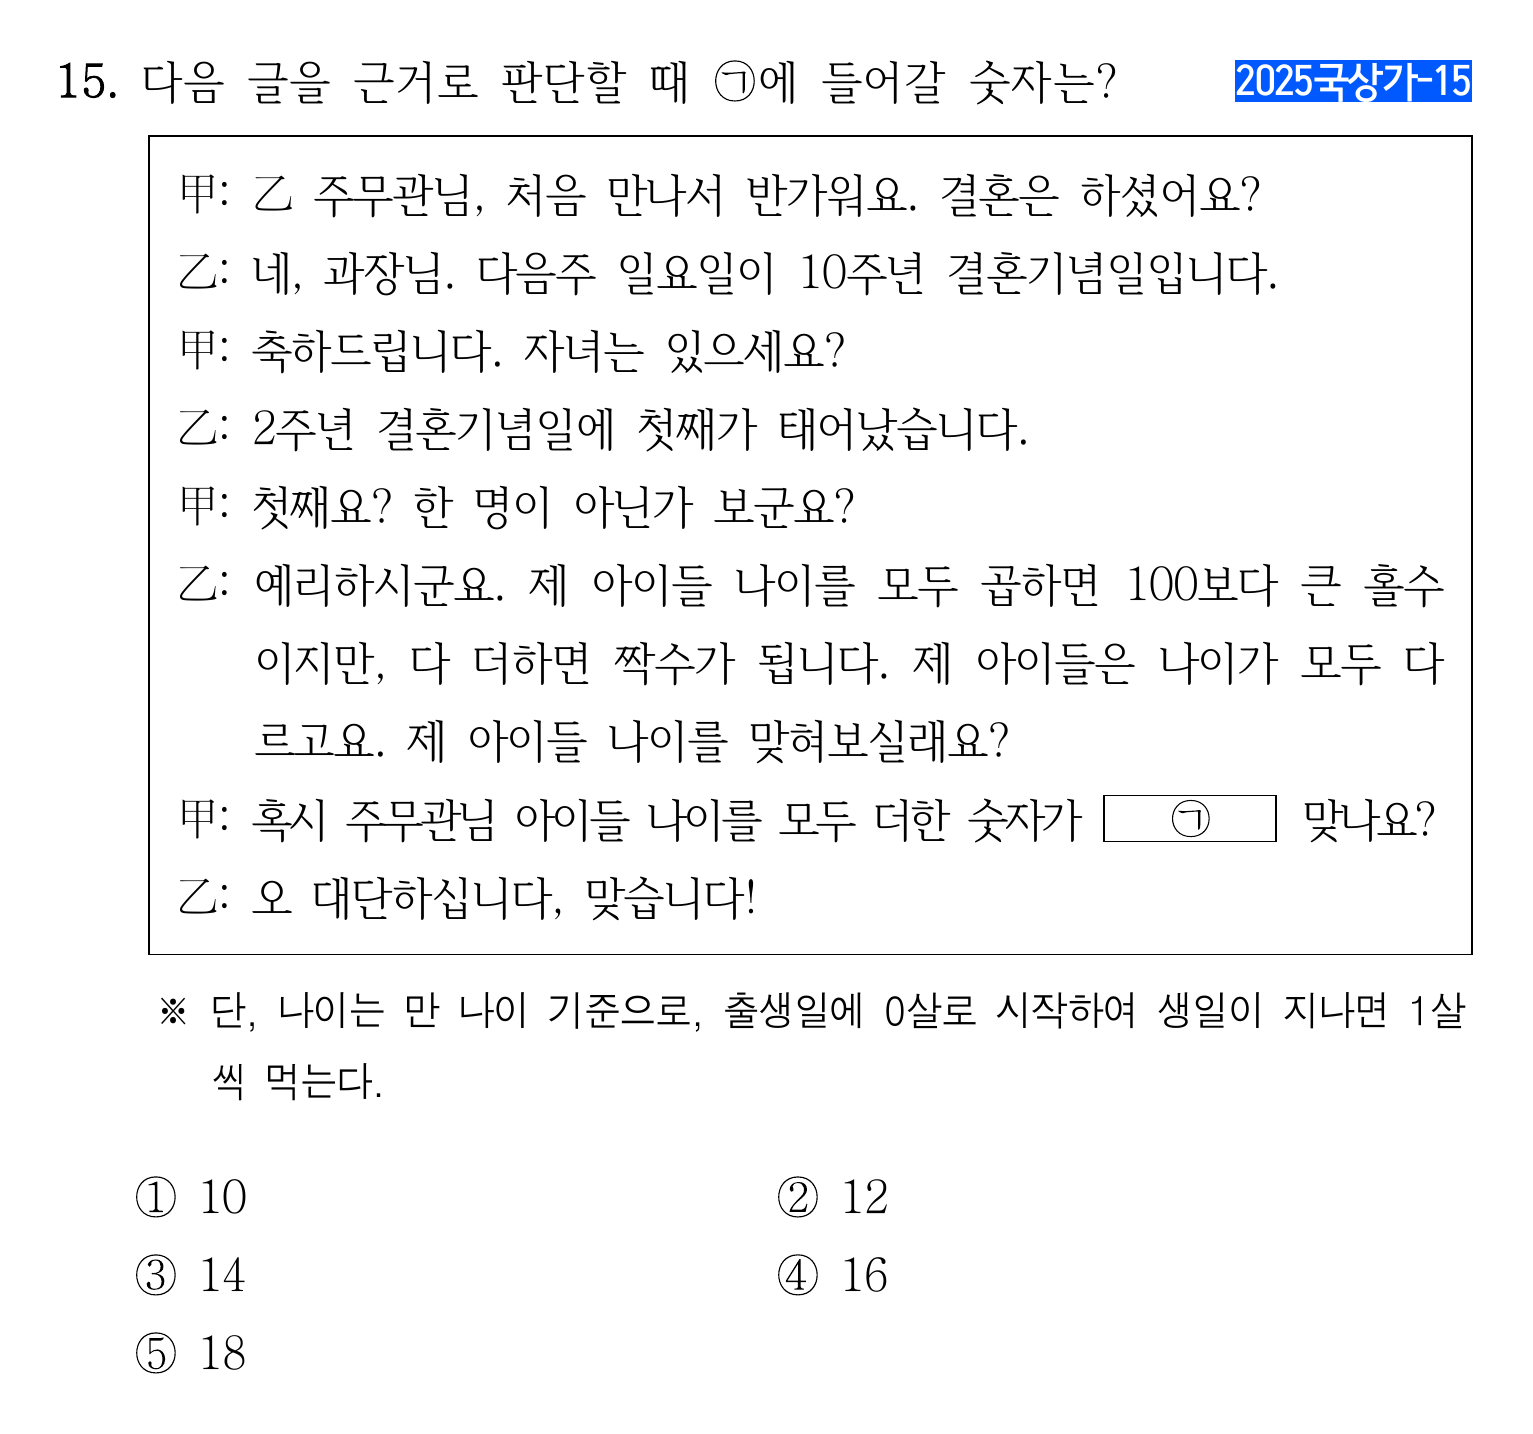 15. 다음 글을 근거로 판단할 때 ㉠에 들어갈 숫자는?
2025국상가-15
甲: 乙 주무관님, 처음 만나서 반가워요. 결혼은 하셨어요?
乙: 네, 과장님. 다음주 일요일이 10주년 결혼기념일입니다.
甲: 축하드립니다. 자녀는 있으세요?
乙: 2주년 결혼기념일에 첫째가 태어났습니다.
甲: 첫째요? 한 명이 아닌가 보군요?
乙: 예리하시군요. 제 아이들 나이를 모두 곱하면 100보다 큰 홀수
이지만, 다 더하면 짝수가 됩니다. 제 아이들은 나이가 모두 다
르고요. 제 아이들 나이를 맞혀보실래요?
甲: 혹시 주무관님 아이들 나이를 모두 더한 숫자가 ㉠ 맞나요?
乙: 오 대단하십니다, 맞습니다!
※ 단, 나이는 만 나이 기준으로, 출생일에 0살로 시작하여 생일이 지나면 1살
씩 먹는다.
① 10
② 12
③ 14
④ 16
⑤ 18